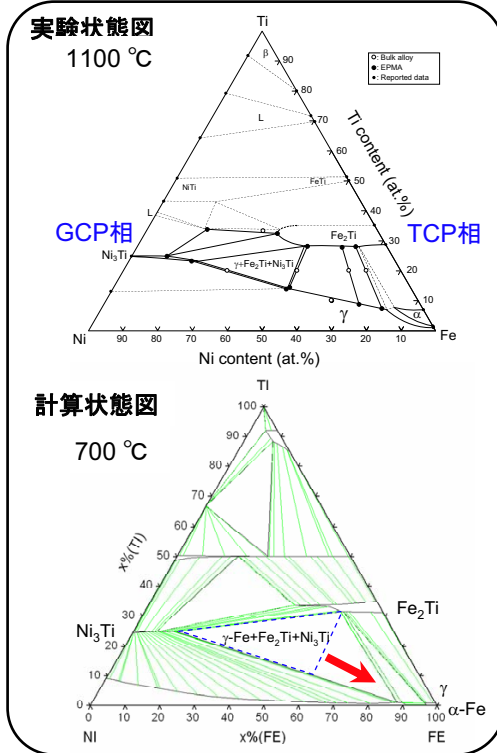 実験状態図
1100 ℃
Ti
○: Bulk alloy
●: EPMA
•: Reported data
β
90
80
L
70
Ti content (at.%)
60
NiTi
FeTi
50
40
L
GCP相
Fe₂Ti
TCP相
30
Ni₃Ti
γ+Fe₂Ti+Ni₃Ti
20
10
γ
α
Ni
Fe
90 80 70 60 50 40 30 20 10
Ni content (at.%)
計算状態図
700 ℃
TI
100
90
80
70
60
x%(TI)
50
40
30
Ni₃Ti
γ-Fe+Fe₂Ti+Ni₃Ti
Fe₂Ti
20
10
γ
0
α-Fe
0 10 20 30 40 50 60 70 80 90 100
NI
x%(FE)
FE